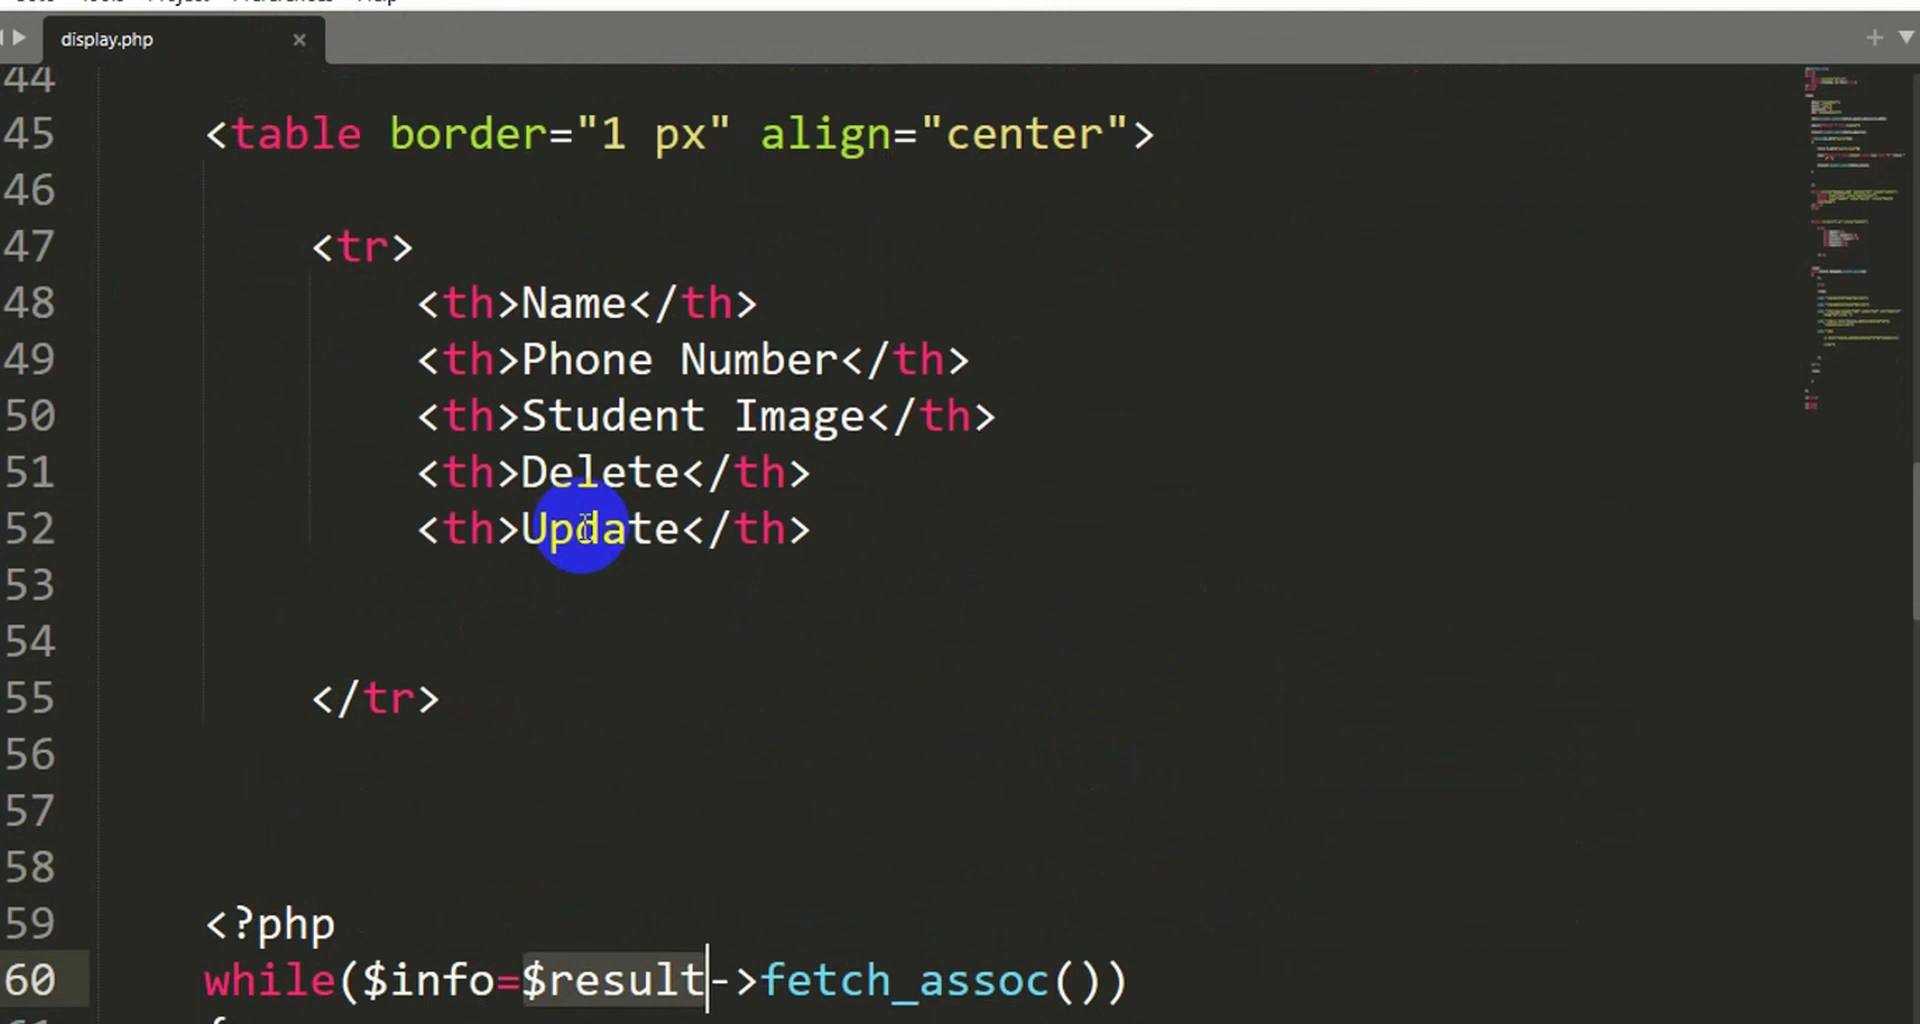 display.php
44
45 <table border="1 px" align="center">
46
47 <tr>
48 <th>Name</th>
49 <th>Phone Number</th>
50 <th>Student Image</th>
51 <th>Delete</th>
52 <th>Update</th>
53
54
55 </tr>
56
57
58
59 <?php
60 while($info=$result->fetch_assoc())